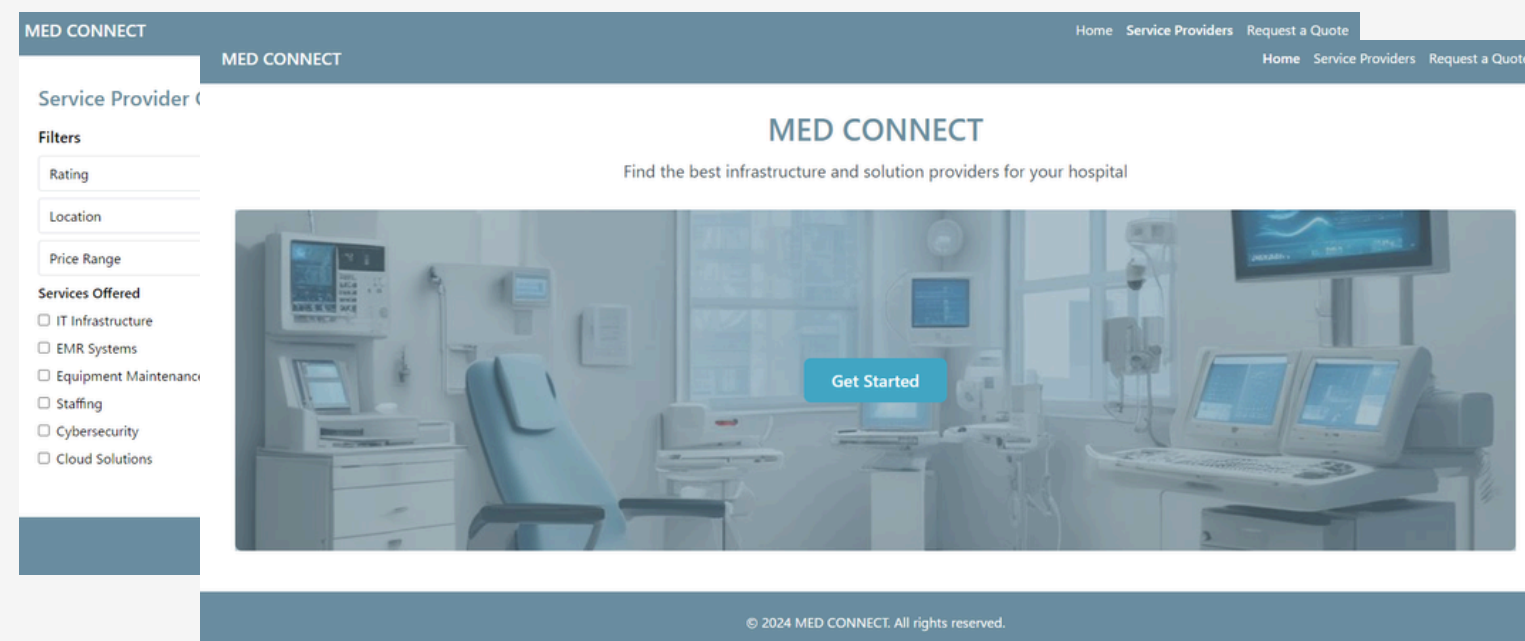 MED CONNECT
Home Service Providers Request a Quote
Service Provider
Filters
Rating
Location
Price Range
Services Offered
IT Infrastructure
EMR Systems
Equipment Maintenance
Staffing
Cybersecurity
Cloud Solutions
MED CONNECT
Home Service Providers Request a Quote
MED CONNECT
Find the best infrastructure and solution providers for your hospital
Get Started
© 2024 MED CONNECT. All rights reserved.